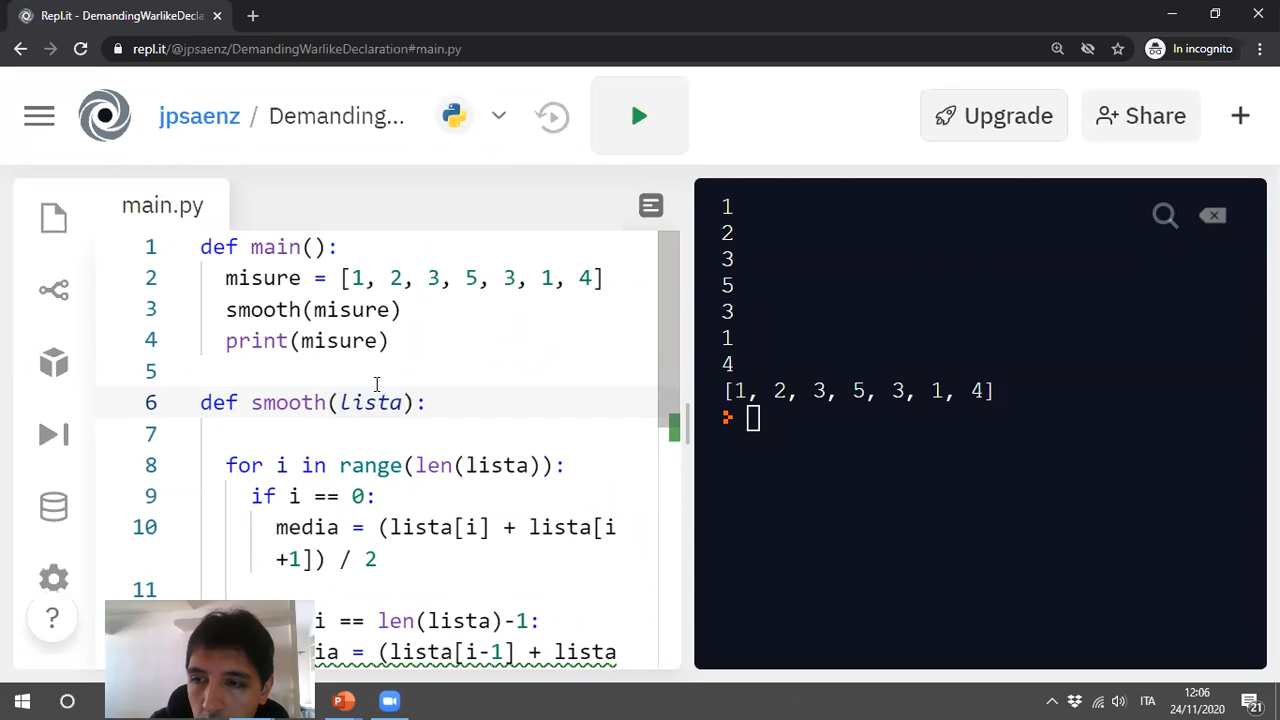 Repl.it - DemandingWarlikeDecla
repl.it/@jpsaenz/DemandingWarlikeDeclaration#main.py
In incognito
jpsaenz / Demanding...
Upgrade
Share
main.py
1 def main():
2 misure = [1, 2, 3, 5, 3, 1, 4]
3 smooth(misure)
4 print(misure)
5
6 def smooth(lista):
7
8 for i in range(len(lista)):
9 if i == 0:
10 media = (lista[i] + lista[i
+1]) / 2
11
i == len(lista)-1:
ia = (lista[i-1] + lista
?
1
2
3
5
3
1
4
[1, 2, 3, 5, 3, 1, 4]
ITA
12:06
24/11/2020
21